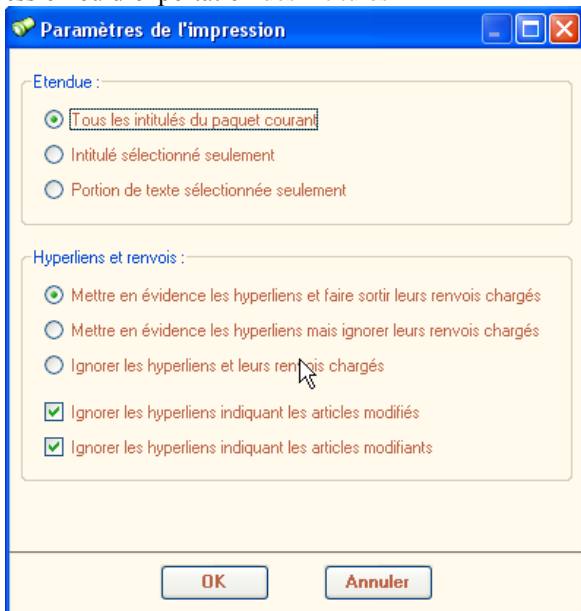 Paramètres de l'impression
Etendue :
Tous les intitulés du paquet courant
Intitulé sélectionné seulement
Portion de texte sélectionnée seulement
Hyperliens et renvois :
Mettre en évidence les hyperliens et faire sortir leurs renvois chargés
Mettre en évidence les hyperliens mais ignorer leurs renvois chargés
Ignorer les hyperliens et leurs renvois chargés
Ignorer les hyperliens indiquant les articles modifiés
Ignorer les hyperliens indiquant les articles modifiants
OK Annuler